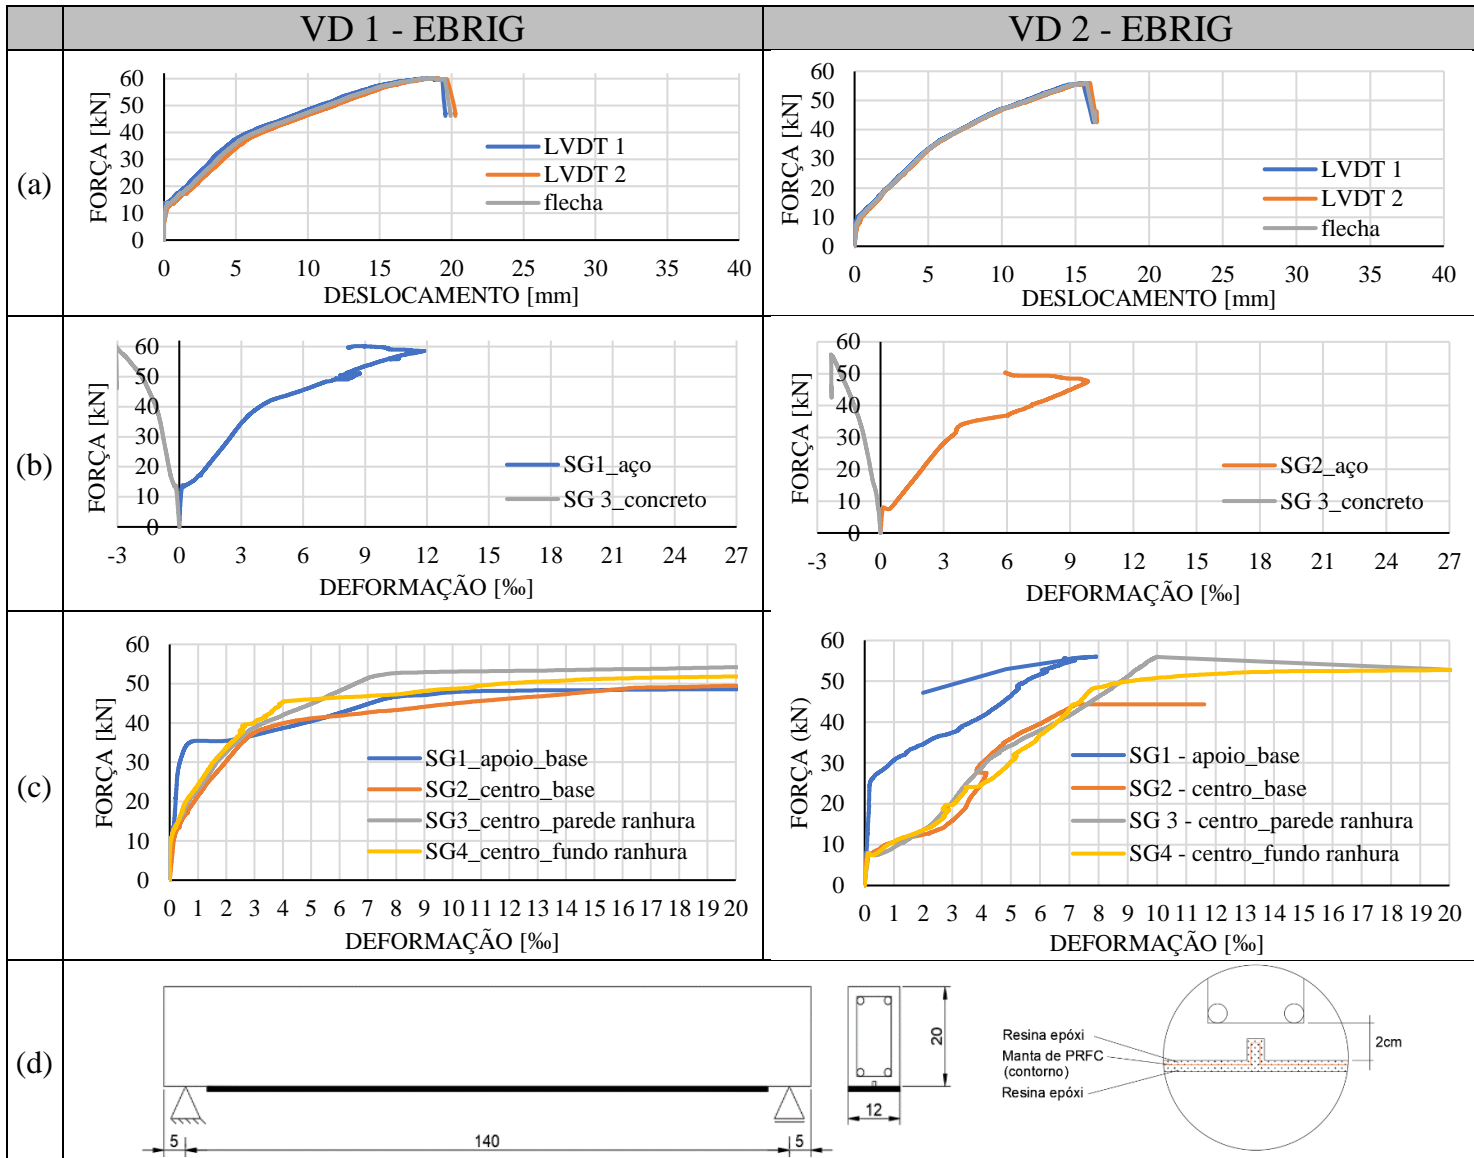 VD 1 - EBRIG
VD 2 - EBRIG
(a)
FORÇA [kN]
60
50
40
30
20
10
0
LVDT 1
LVDT 2
flecha
0 5 10 15 20 25 30 35 40
DESLOCAMENTO [mm]
FORÇA [kN]
60
50
40
30
20
10
0
LVDT 1
LVDT 2
flecha
0 5 10 15 20 25 30 35 40
DESLOCAMENTO [mm]
(b)
FORÇA [kN]
60
50
40
30
20
10
0
SG1_aço
SG 3_concreto
-3 0 3 6 9 12 15 18 21 24 27
DEFORMAÇÃO [‰]
FORÇA [kN]
60
50
40
30
20
10
0
SG2_aço
SG 3_concreto
-3 0 3 6 9 12 15 18 21 24 27
DEFORMAÇÃO [‰]
(c)
FORÇA [kN]
60
50
40
30
20
10
0
SG1_apoio_base
SG2_centro_base
SG3_centro_parede ranhura
SG4_centro_fundo ranhura
0 1 2 3 4 5 6 7 8 9 10 11 12 13 14 15 16 17 18 19 20
DEFORMAÇÃO [‰]
FORÇA (kN)
60
50
40
30
20
10
0
SG1 - apoio_base
SG2 - centro_base
SG 3 - centro_parede ranhura
SG4 - centro_fundo ranhura
0 1 2 3 4 5 6 7 8 9 10 11 12 13 14 15 16 17 18 19 20
DEFORMAÇÃO [‰]
(d)
5
140
5
20
12
Resina epóxi
Manta de PRFC
(contorno)
Resina epóxi
2cm